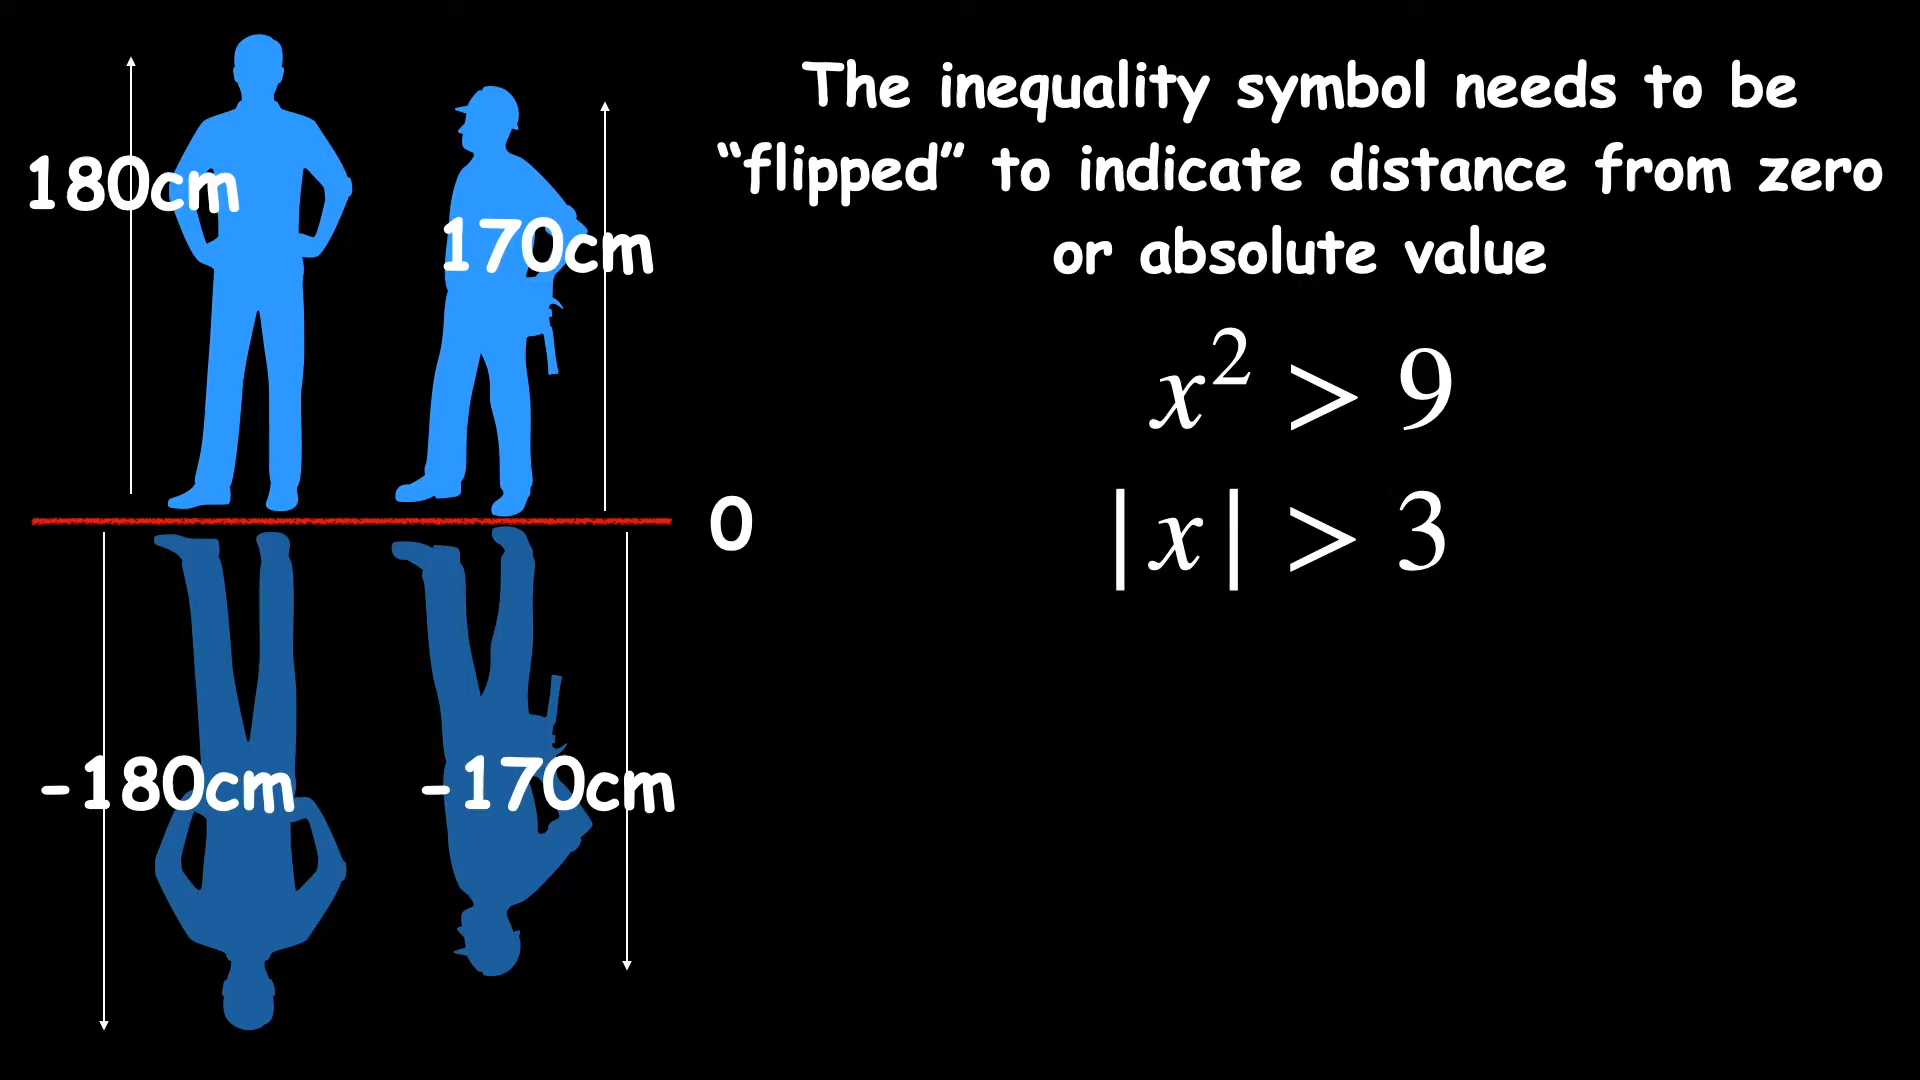 The inequality symbol needs to be
“flipped” to indicate distance from zero
or absolute value
180cm
170cm
x² > 9
|x| > 3
0
-180cm
-170cm